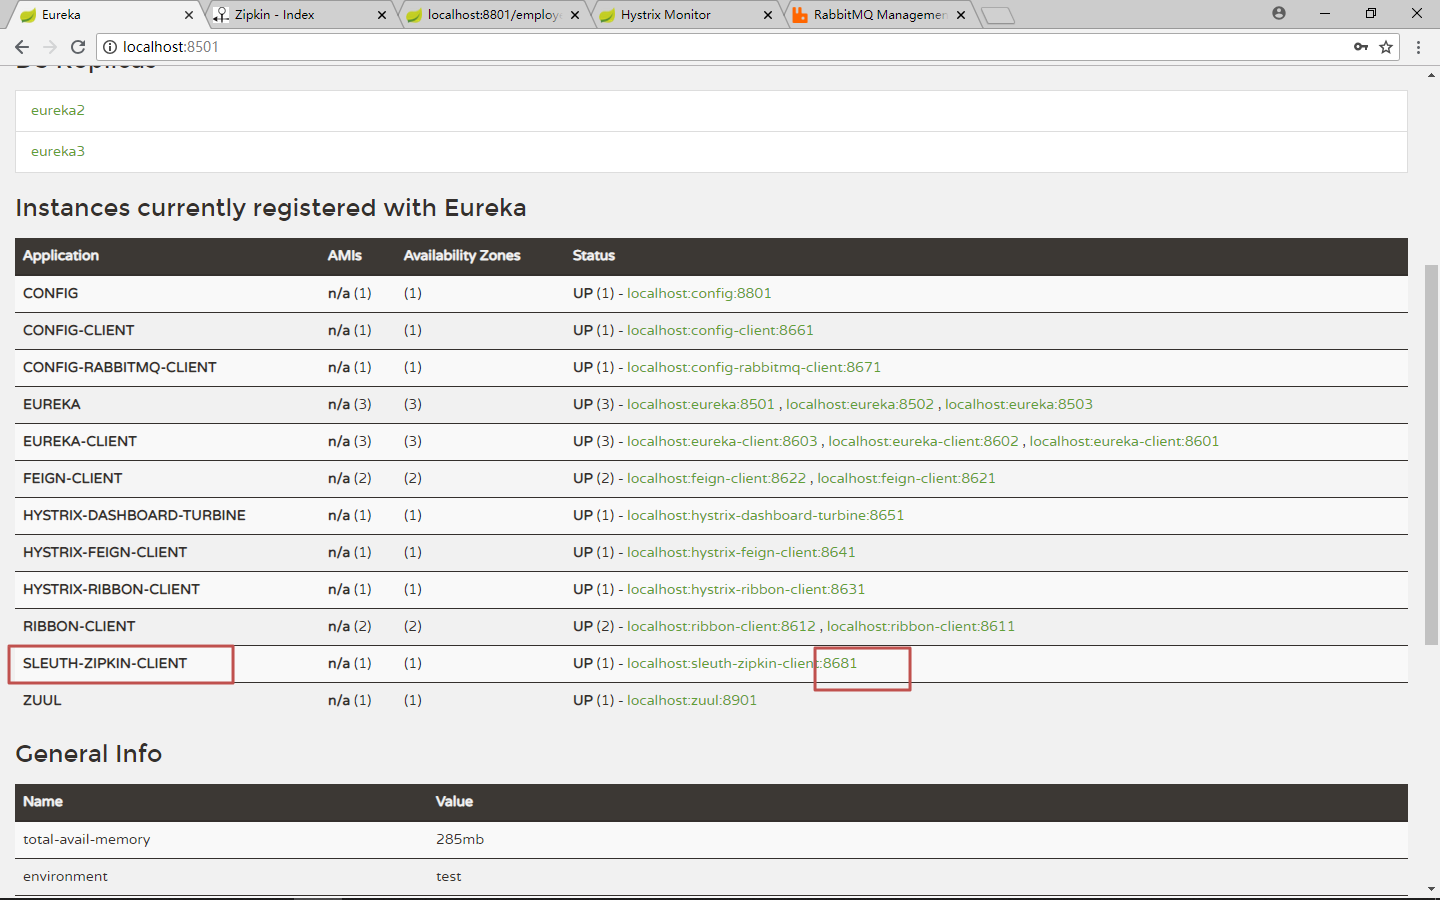 Eureka
Zipkin - Index
localhost:8801/employe
Hystrix Monitor
RabbitMQ Management
localhost:8501
DS Replicas
eureka2
eureka3
Instances currently registered with Eureka
Application AMIs Availability Zones Status
CONFIG n/a (1) (1) UP (1) - localhost:config:8801
CONFIG-CLIENT n/a (1) (1) UP (1) - localhost:config-client:8661
CONFIG-RABBITMQ-CLIENT n/a (1) (1) UP (1) - localhost:config-rabbitmq-client:8671
EUREKA n/a (3) (3) UP (3) - localhost:eureka:8501 , localhost:eureka:8502 , localhost:eureka:8503
EUREKA-CLIENT n/a (3) (3) UP (3) - localhost:eureka-client:8603 , localhost:eureka-client:8602 , localhost:eureka-client:8601
FEIGN-CLIENT n/a (2) (2) UP (2) - localhost:feign-client:8622 , localhost:feign-client:8621
HYSTRIX-DASHBOARD-TURBINE n/a (1) (1) UP (1) - localhost:hystrix-dashboard-turbine:8651
HYSTRIX-FEIGN-CLIENT n/a (1) (1) UP (1) - localhost:hystrix-feign-client:8641
HYSTRIX-RIBBON-CLIENT n/a (1) (1) UP (1) - localhost:hystrix-ribbon-client:8631
RIBBON-CLIENT n/a (2) (2) UP (2) - localhost:ribbon-client:8612 , localhost:ribbon-client:8611
SLEUTH-ZIPKIN-CLIENT n/a (1) (1) UP (1) - localhost:sleuth-zipkin-client:8681
ZUUL n/a (1) (1) UP (1) - localhost:zuul:8901
General Info
Name Value
total-avail-memory 285mb
environment test